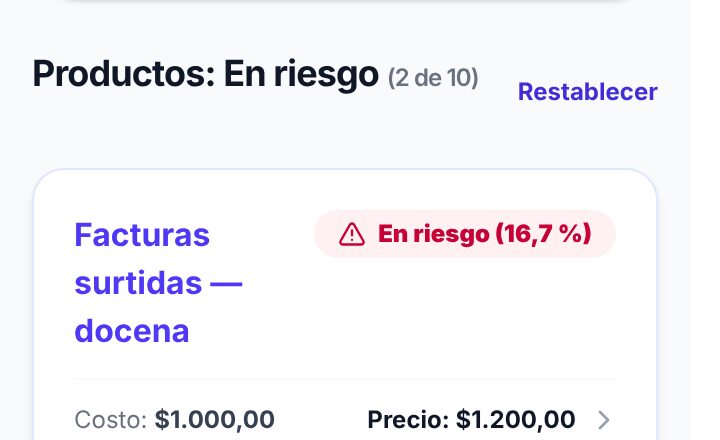 Productos: En riesgo (2 de 10)
Restablecer
Facturas
surtidas —
docena
En riesgo (16,7 %)
Costo: $1.000,00
Precio: $1.200,00